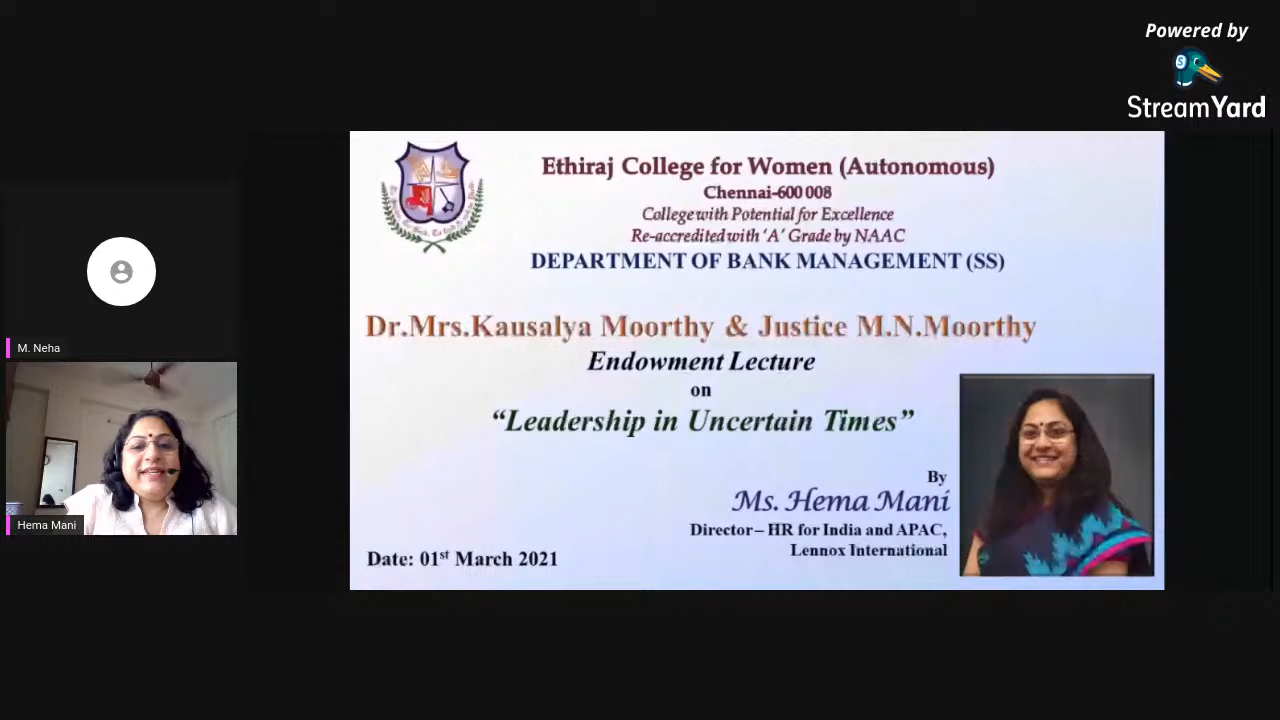 Powered by
StreamYard
Ethiraj College for Women (Autonomous)
Chennai-600 008
College with Potential for Excellence
Re-accredited with 'A' Grade by NAAC
DEPARTMENT OF BANK MANAGEMENT (SS)
Dr.Mrs.Kausalya Moorthy & Justice M.N.Moorthy
Endowment Lecture
on
“Leadership in Uncertain Times”
By
Ms. Hema Mani
Director – HR for India and APAC,
Lennox International
Date: 01st March 2021
M. Neha
Hema Mani